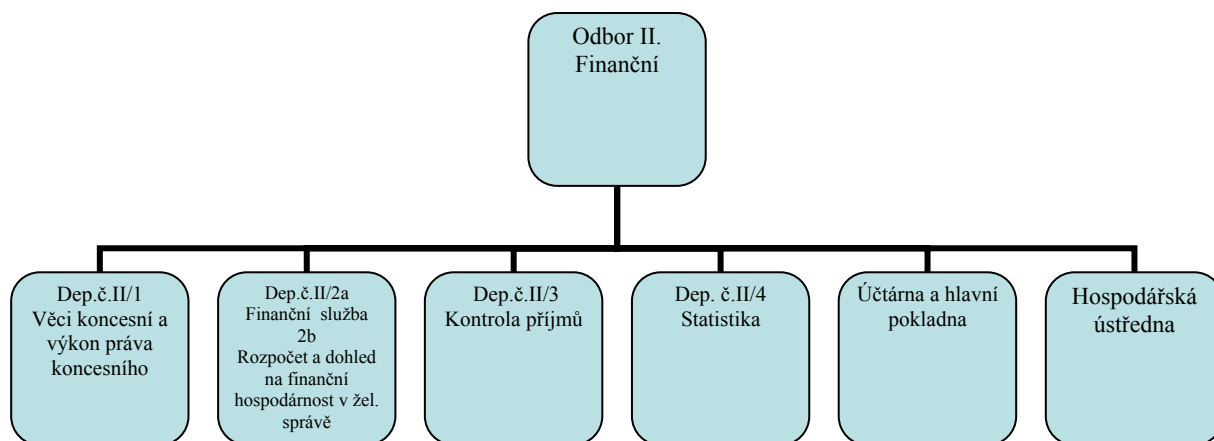 Odbor II.
Finanční
Dep.č.II/1
Věci koncesní a
výkon práva
koncesního
Dep.č.II/2a
Finanční služba
2b
Rozpočet a dohled
na finanční
hospodárnost v žel.
správě
Dep.č.II/3
Kontrola příjmů
Dep. č.II/4
Statistika
Účtárna a hlavní
pokladna
Hospodářská
ústředna